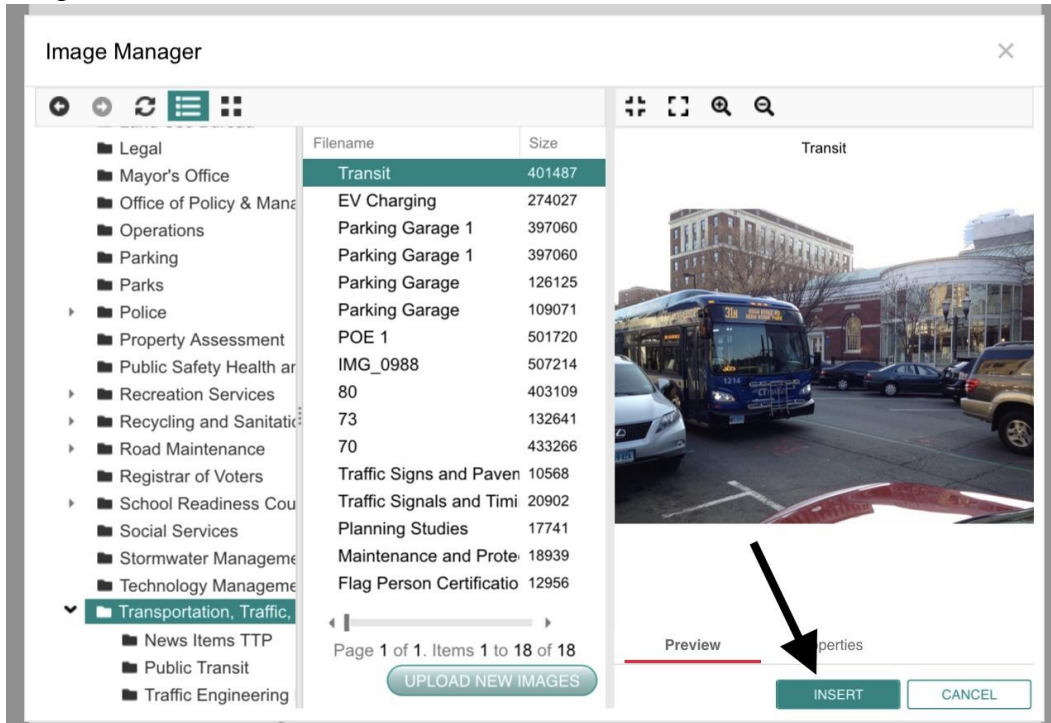 Image Manager
Legal
Mayor's Office
Office of Policy & Mana
Operations
Parking
Parks
Police
Property Assessment
Public Safety Health ar
Recreation Services
Recycling and Sanitatic
Road Maintenance
Registrar of Voters
School Readiness Cou
Social Services
Stormwater Manageme
Technology Manageme
Transportation, Traffic,
News Items TTP
Public Transit
Traffic Engineering
Filename Size
Transit 401487
EV Charging 274027
Parking Garage 1 397060
Parking Garage 1 397060
Parking Garage 126125
Parking Garage 109071
POE 1 501720
IMG_0988 507214
80 403109
73 132641
70 433266
Traffic Signs and Paven 10568
Traffic Signals and Timi 20902
Planning Studies 17741
Maintenance and Prote 18939
Flag Person Certificatio 12956
Page 1 of 1. Items 1 to 18 of 18
UPLOAD NEW IMAGES
Transit
1214
Preview operties
INSERT CANCEL